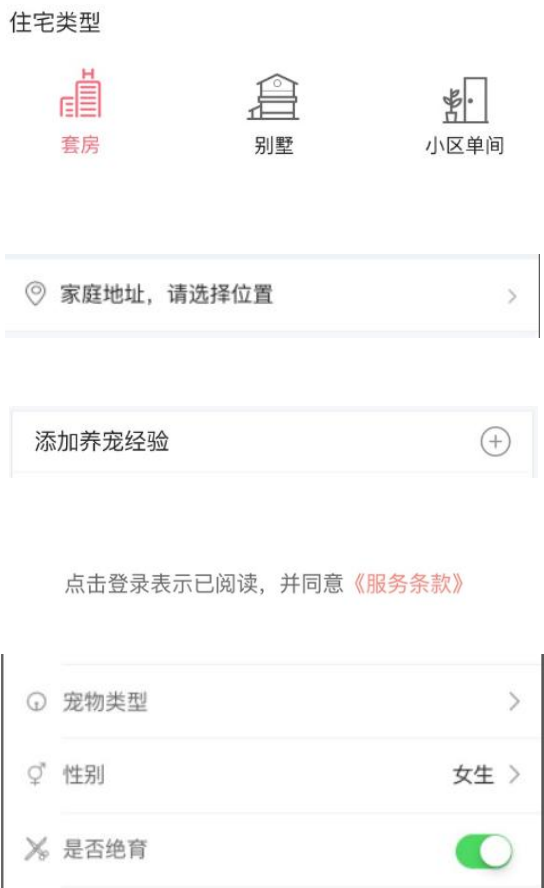 住宅类型
套房 别墅 小区单间
家庭地址，请选择位置
添加养宠经验
点击登录表示已阅读，并同意《服务条款》
宠物类型
性别 女生
是否绝育